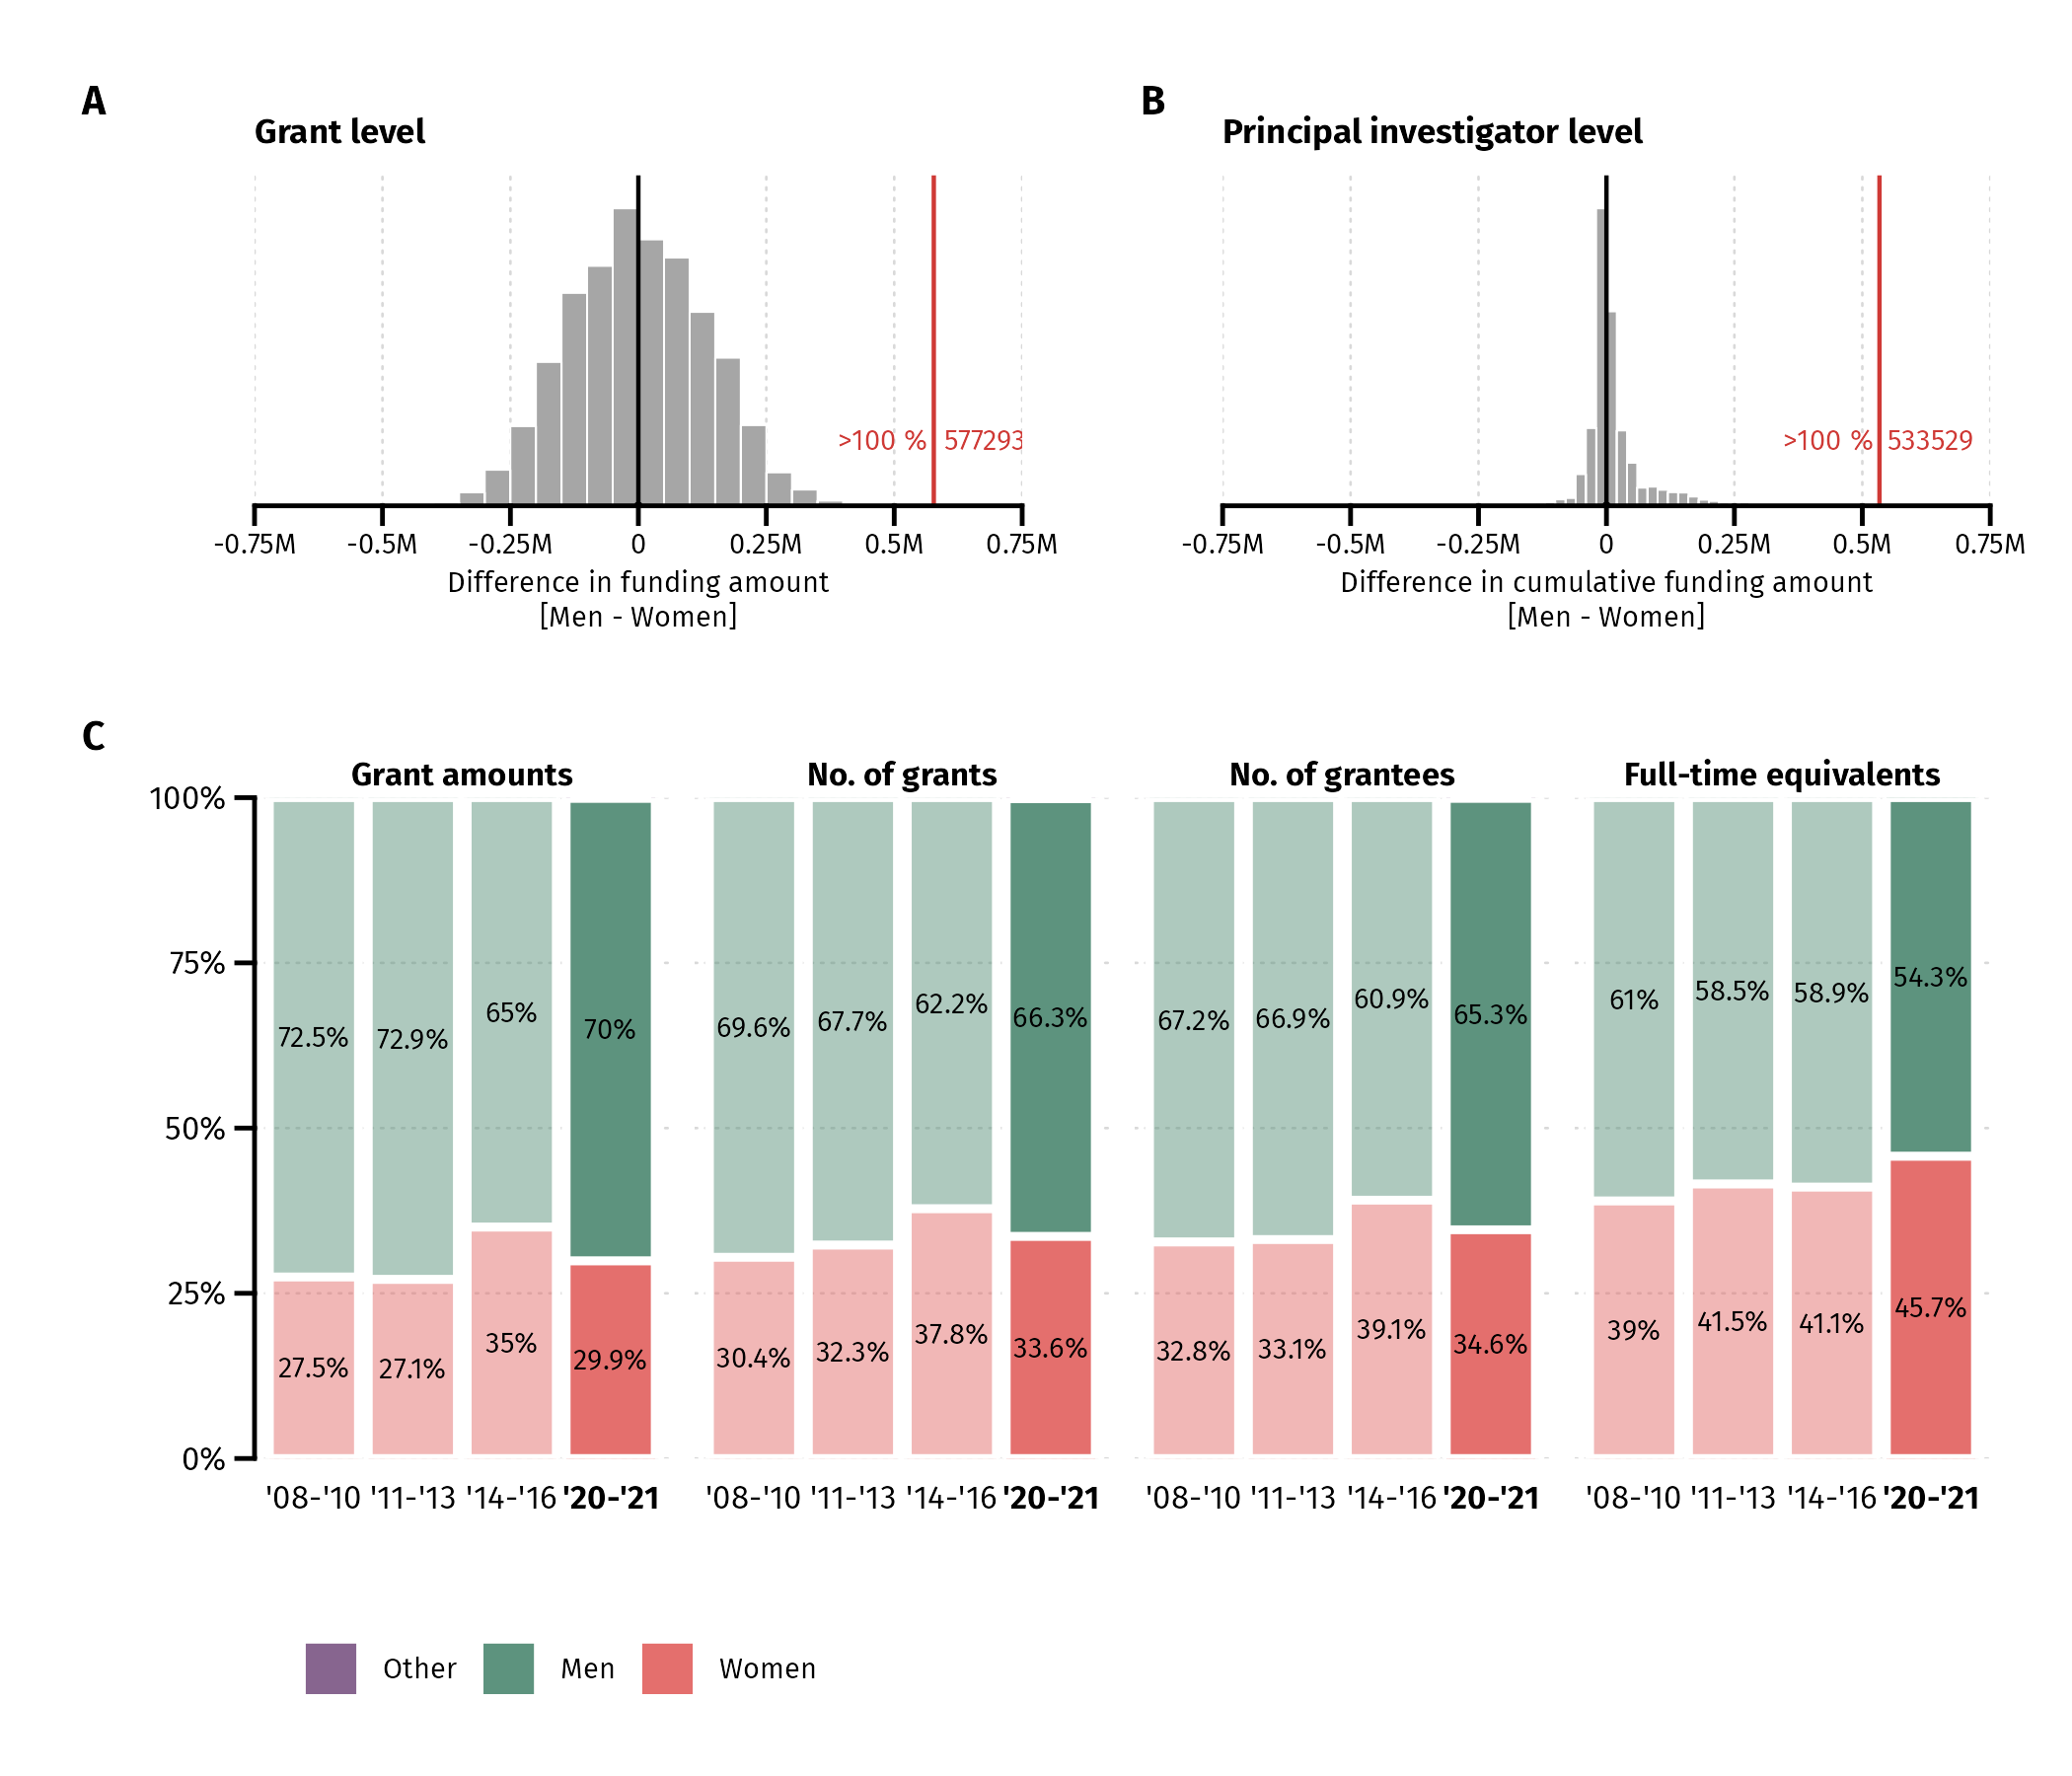 A
Grant level
>100 % 577293
-0.75M -0.5M -0.25M 0 0.25M 0.5M 0.75M
Difference in funding amount
[Men - Women]
B
Principal investigator level
>100 % 533529
-0.75M -0.5M -0.25M 0 0.25M 0.5M 0.75M
Difference in cumulative funding amount
[Men - Women]
C
Grant amounts No. of grants No. of grantees Full-time equivalents
100%
75%
50%
25%
0%
72.5% 72.9% 65% 70%
27.5% 27.1% 35% 29.9%
'08-'10 '11-'13 '14-'16 '20-'21
69.6% 67.7% 62.2% 66.3%
30.4% 32.3% 37.8% 33.6%
'08-'10 '11-'13 '14-'16 '20-'21
67.2% 66.9% 60.9% 65.3%
32.8% 33.1% 39.1% 34.6%
'08-'10 '11-'13 '14-'16 '20-'21
61% 58.5% 58.9% 54.3%
39% 41.5% 41.1% 45.7%
'08-'10 '11-'13 '14-'16 '20-'21
Other Men Women